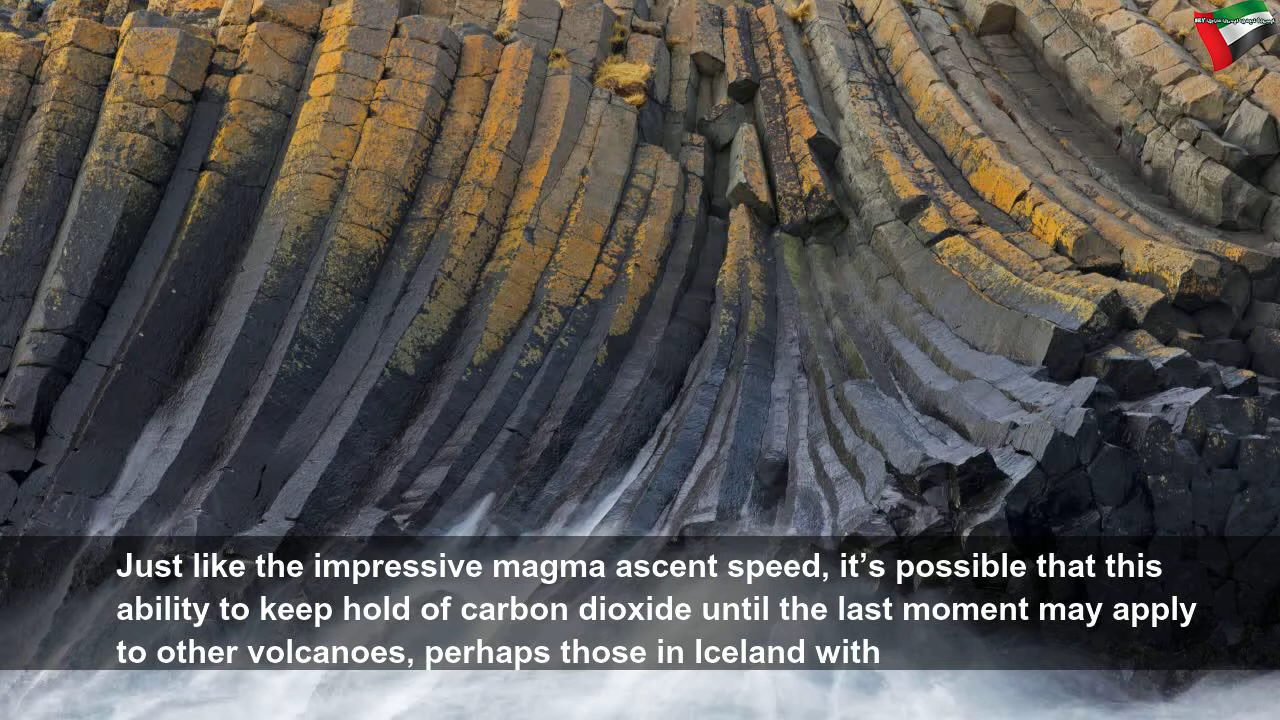 Just like the impressive magma ascent speed, it’s possible that this
ability to keep hold of carbon dioxide until the last moment may apply
to other volcanoes, perhaps those in Iceland with